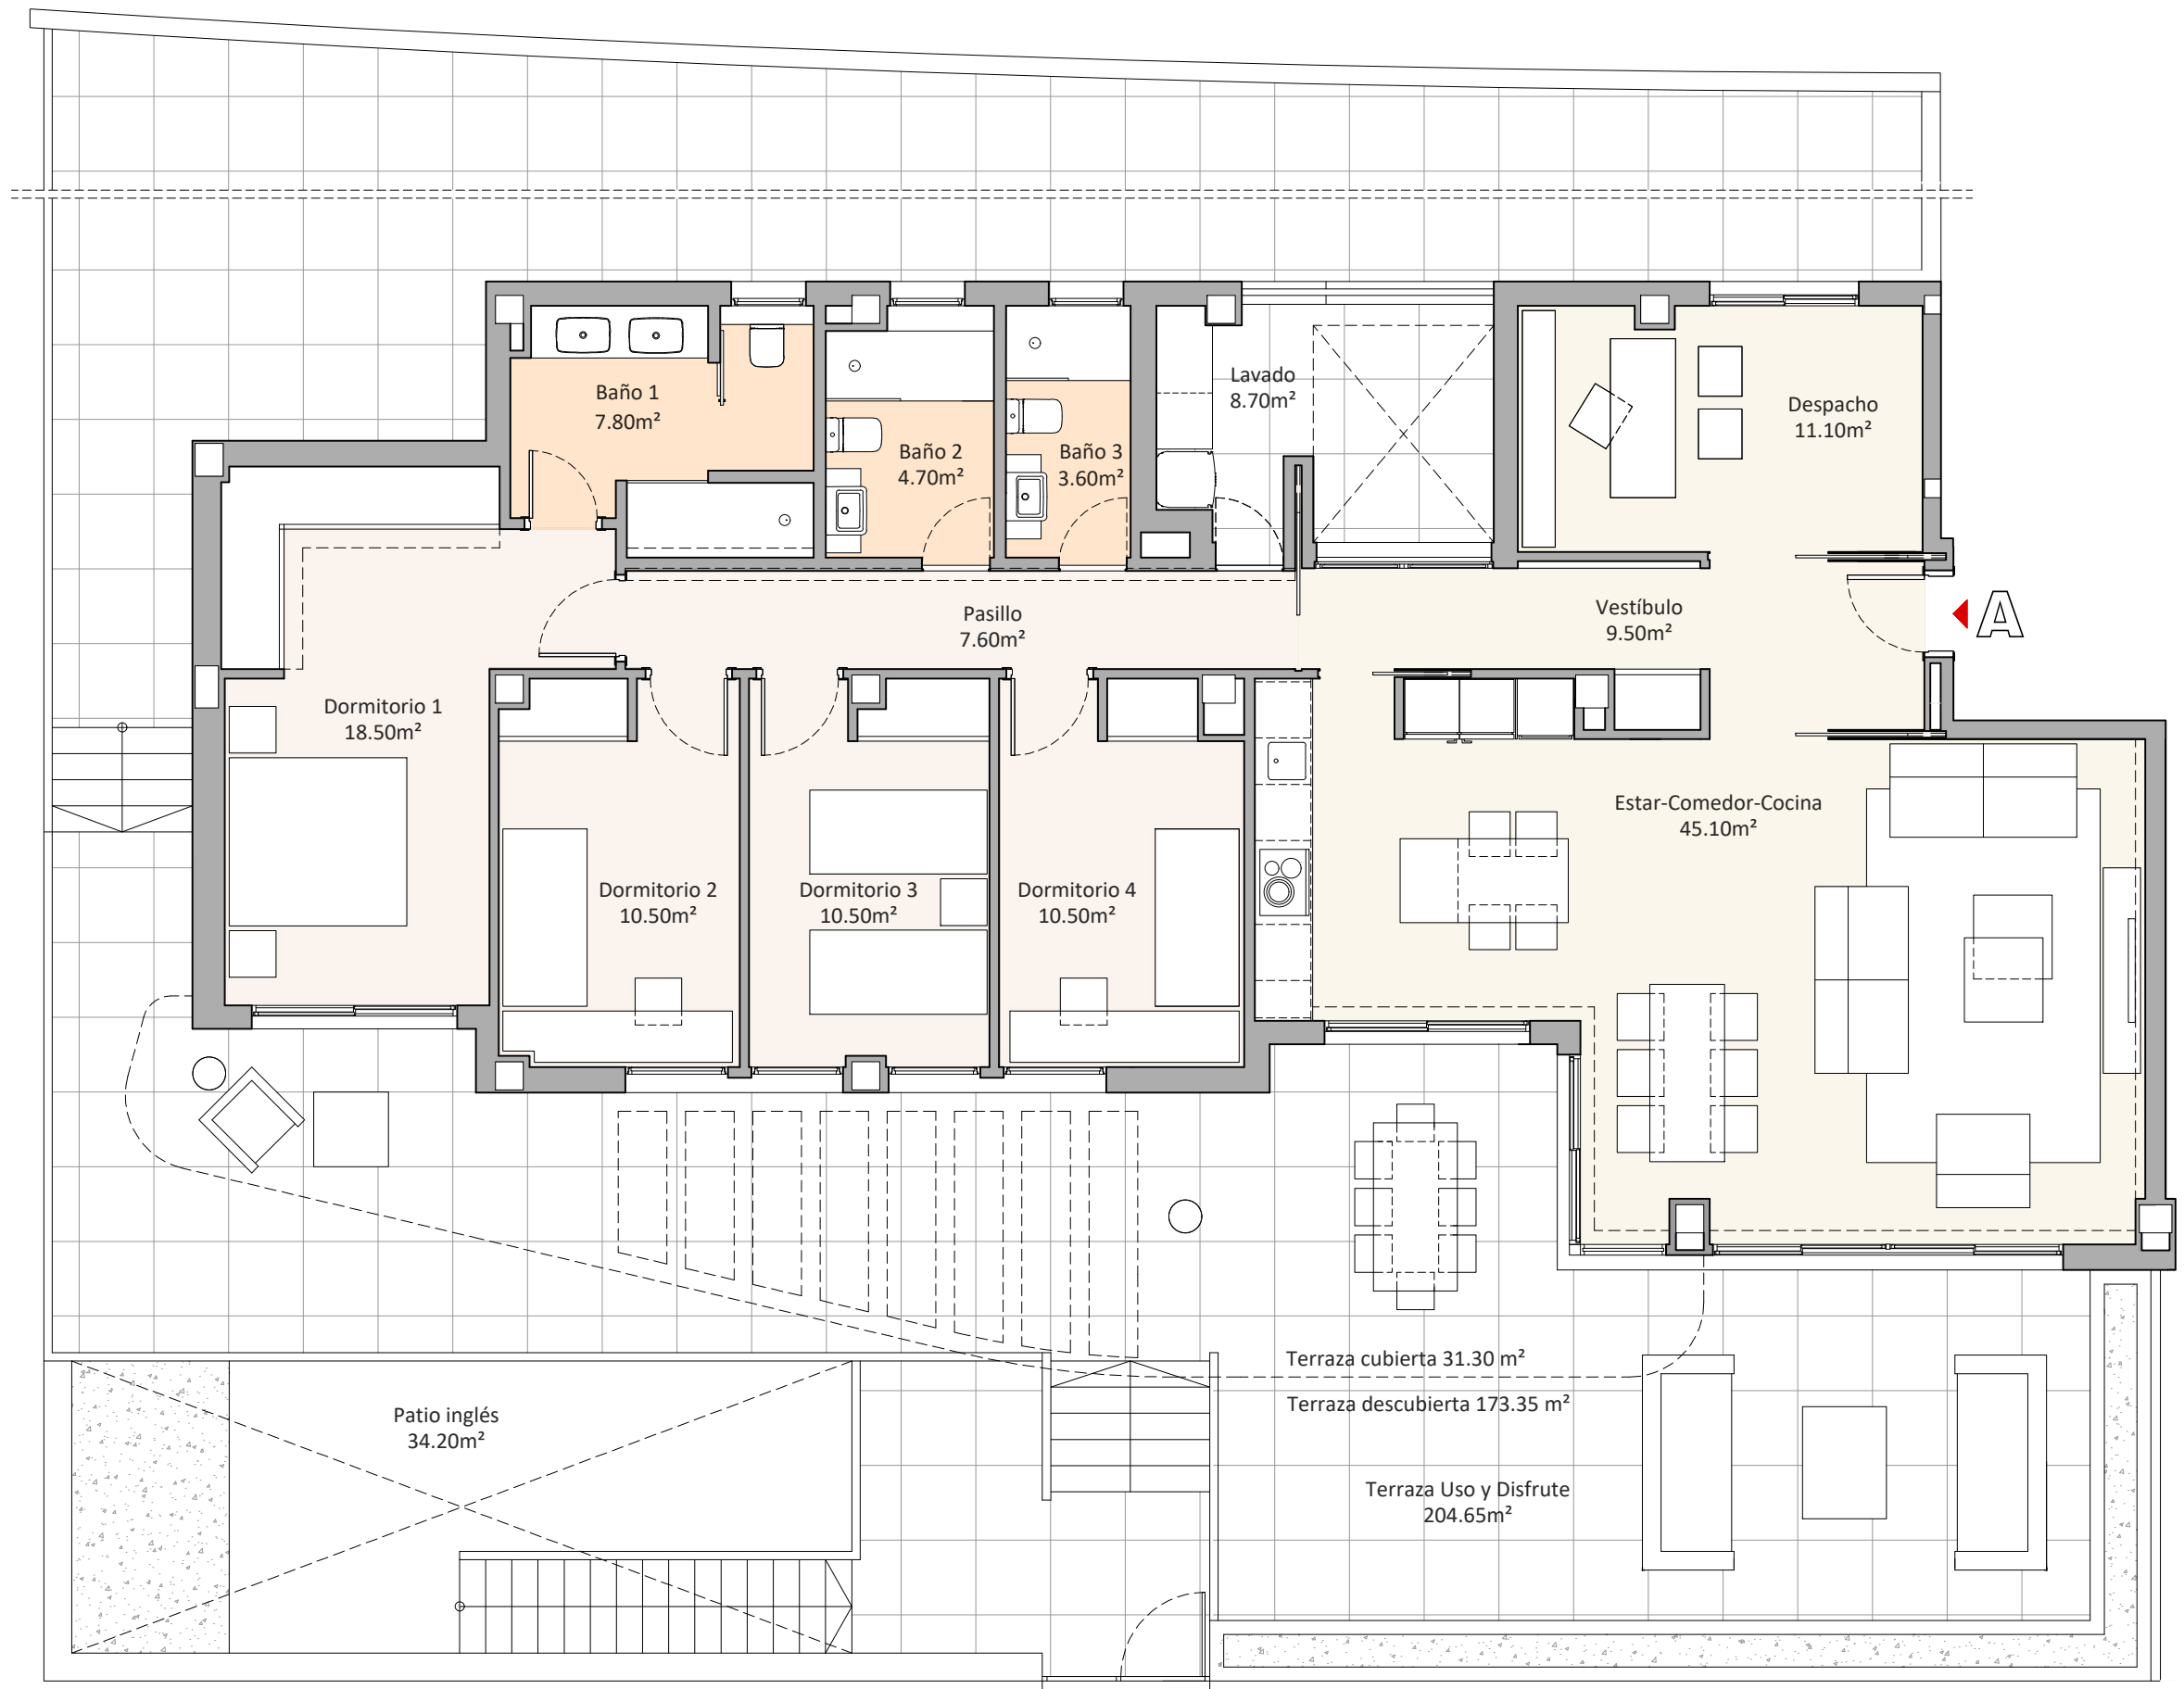 Baño 1
7.80m²
Baño 2
4.70m²
Baño 3
3.60m²
Lavado
8.70m²
Despacho
11.10m²
Pasillo
7.60m²
Vestíbulo
9.50m²
A
Dormitorio 1
18.50m²
Dormitorio 2
10.50m²
Dormitorio 3
10.50m²
Dormitorio 4
10.50m²
Estar-Comedor-Cocina
45.10m²
Terraza cubierta 31.30 m²
Terraza descubierta 173.35 m²
Patio inglés
34.20m²
Terraza Uso y Disfrute
204.65m²